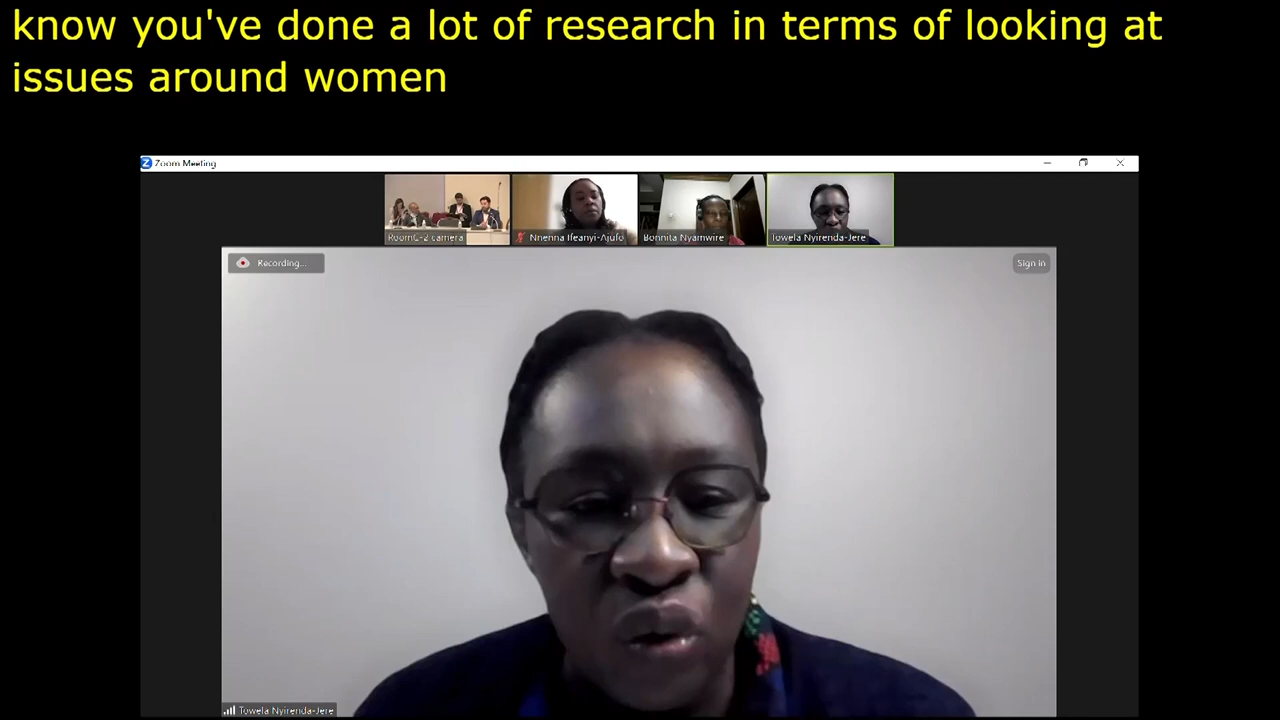 know you've done a lot of research in terms of looking at
issues around women
Zoom Meeting
RoomC-2 camera
Nnenna Ifeanyi-Ajufo
Bonnita Nyamwire
Towela Nyirenda-Jere
Recording...
Sign in
Towela Nyirenda-Jere